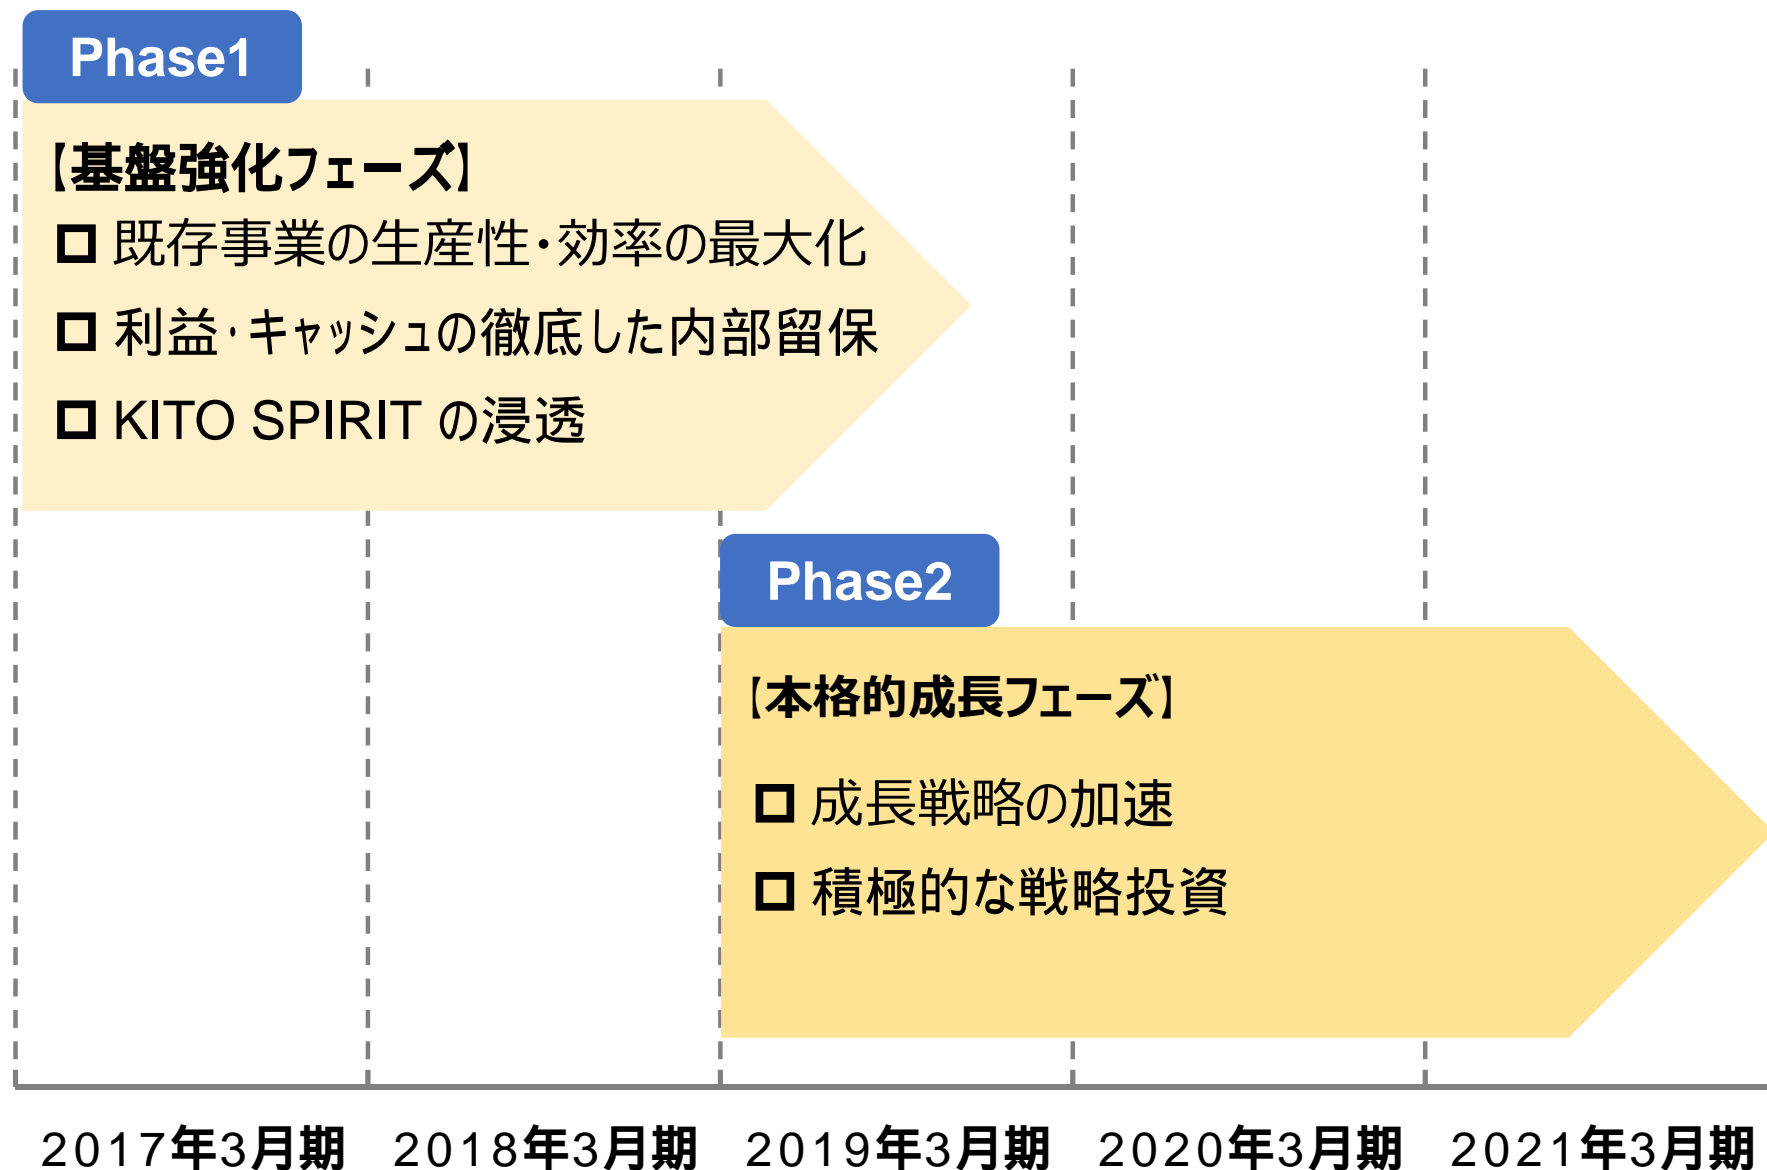 Phase1
【基盤強化フェーズ】
既存事業の生産性・効率の最大化
利益・キャッシュの徹底した内部留保
KITO SPIRIT の浸透
Phase2
【本格的成長フェーズ】
成長戦略の加速
積極的な戦略投資
2017年3月期 2018年3月期 2019年3月期 2020年3月期 2021年3月期